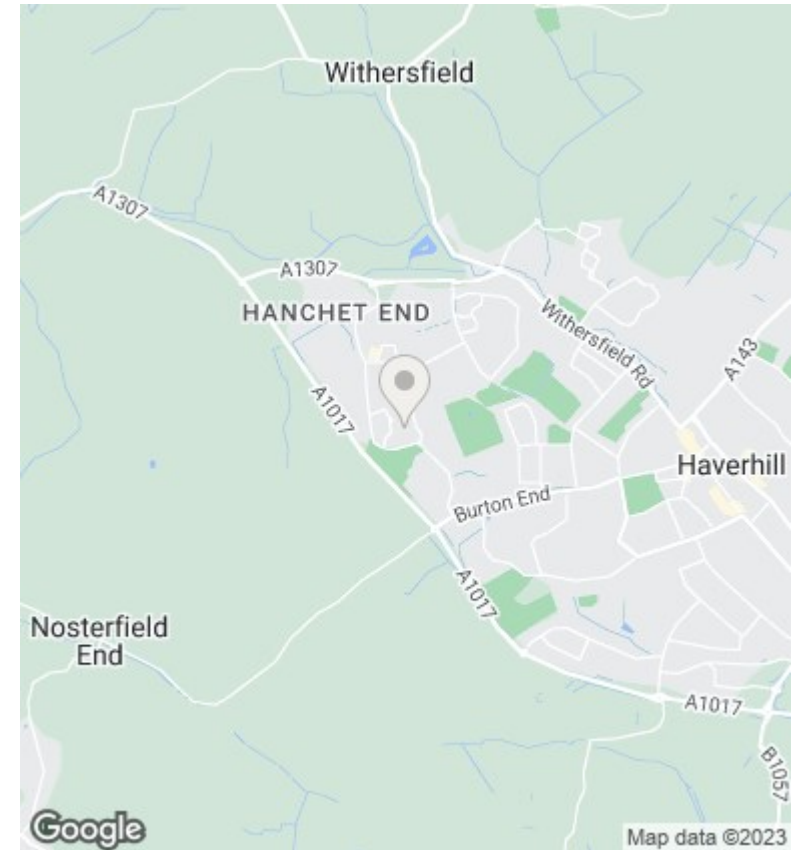 Withersfield
A1307
A1307
HANCHET END
Withersfield Rd
A143
A1017
Haverhill
Burton End
A1017
Nosterfield
End
A1017
B1057
Google
Map data ©2023